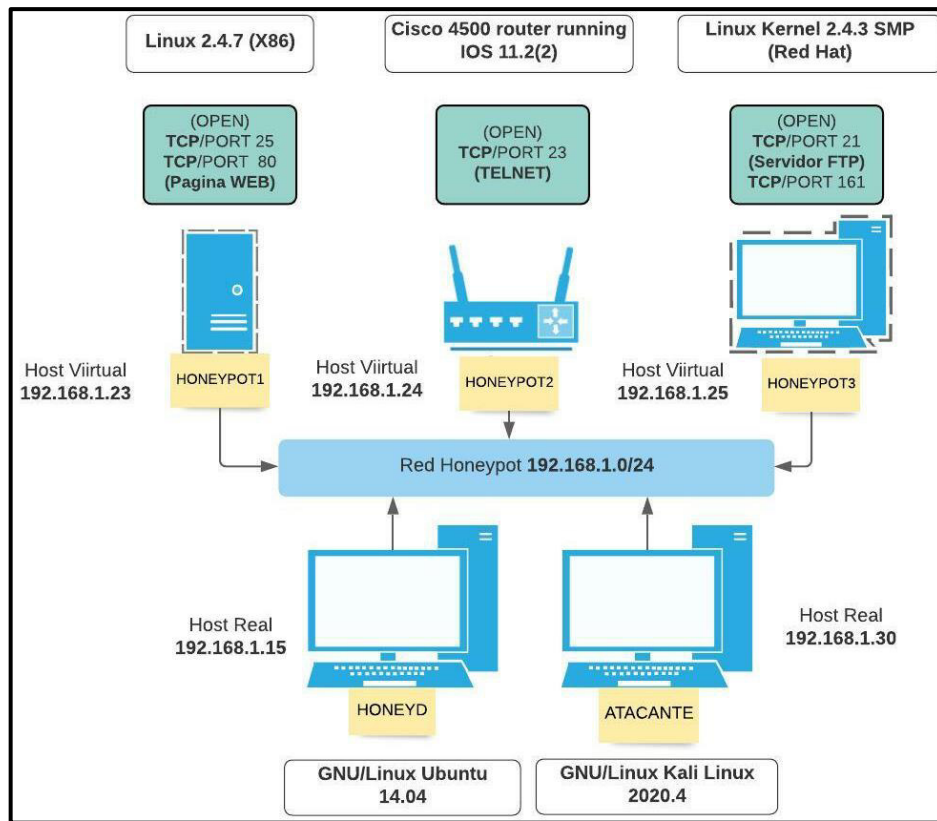 Linux 2.4.7 (X86)
Cisco 4500 router running
IOS 11.2(2)
Linux Kernel 2.4.3 SMP
(Red Hat)
(OPEN)
TCP/PORT 25
TCP/PORT 80
(Pagina WEB)
(OPEN)
TCP/PORT 23
(TELNET)
(OPEN)
TCP/PORT 21
(Servidor FTP)
TCP/PORT 161
Host Viirtual
192.168.1.23
HONEYPOT1
Host Viirtual
192.168.1.24
HONEYPOT2
Host Viirtual
192.168.1.25
HONEYPOT3
Red Honeypot 192.168.1.0/24
Host Real
192.168.1.15
HONEYD
Host Real
192.168.1.30
ATACANTE
GNU/Linux Ubuntu
14.04
GNU/Linux Kali Linux
2020.4